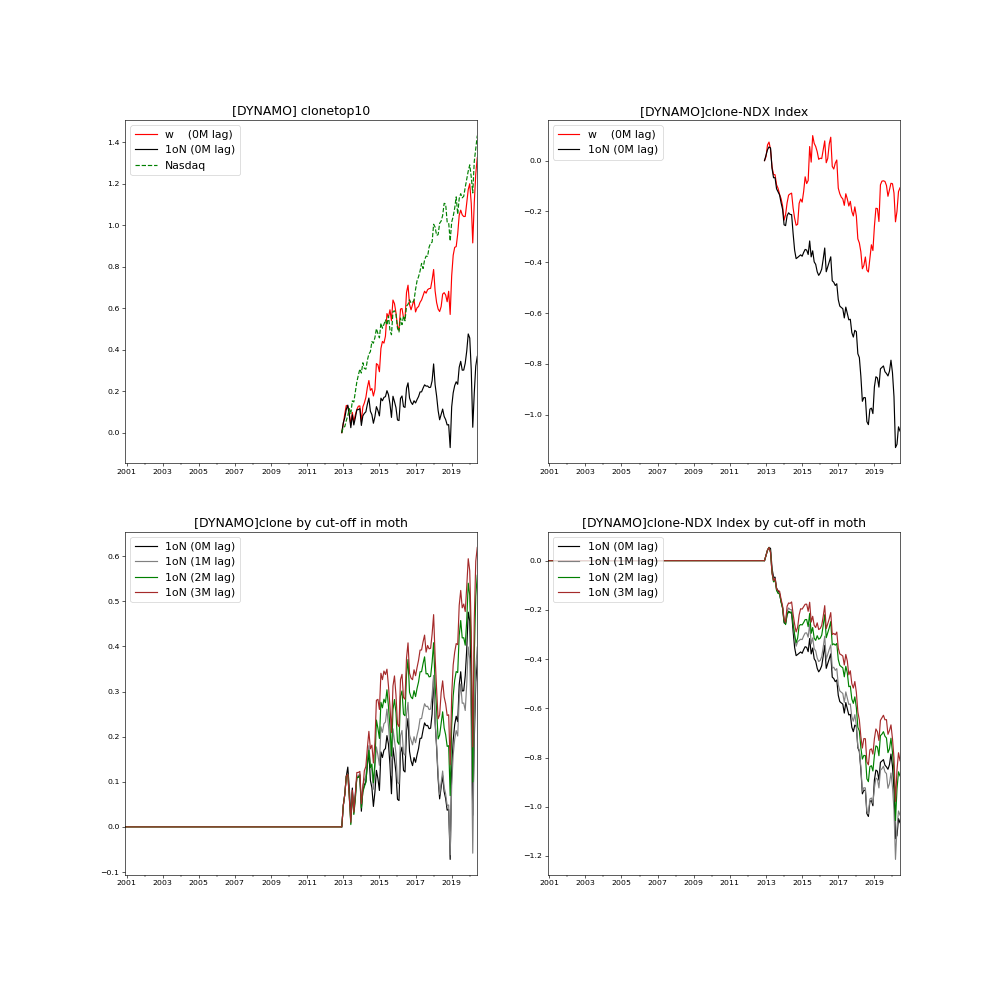 [DYNAMO] clonetop10
w    (0M lag)
1oN (0M lag)
Nasdaq
1.4
1.2
1.0
0.8
0.6
0.4
0.2
0.0
2001 2003 2005 2007 2009 2011 2013 2015 2017 2019
[DYNAMO]clone-NDX Index
w    (0M lag)
1oN (0M lag)
0.0
−0.2
−0.4
−0.6
−0.8
−1.0
2001 2003 2005 2007 2009 2011 2013 2015 2017 2019
[DYNAMO]clone by cut-off in moth
1oN (0M lag)
1oN (1M lag)
1oN (2M lag)
1oN (3M lag)
0.6
0.5
0.4
0.3
0.2
0.1
0.0
−0.1
2001 2003 2005 2007 2009 2011 2013 2015 2017 2019
[DYNAMO]clone-NDX Index by cut-off in moth
1oN (0M lag)
1oN (1M lag)
1oN (2M lag)
1oN (3M lag)
0.0
−0.2
−0.4
−0.6
−0.8
−1.0
−1.2
2001 2003 2005 2007 2009 2011 2013 2015 2017 2019